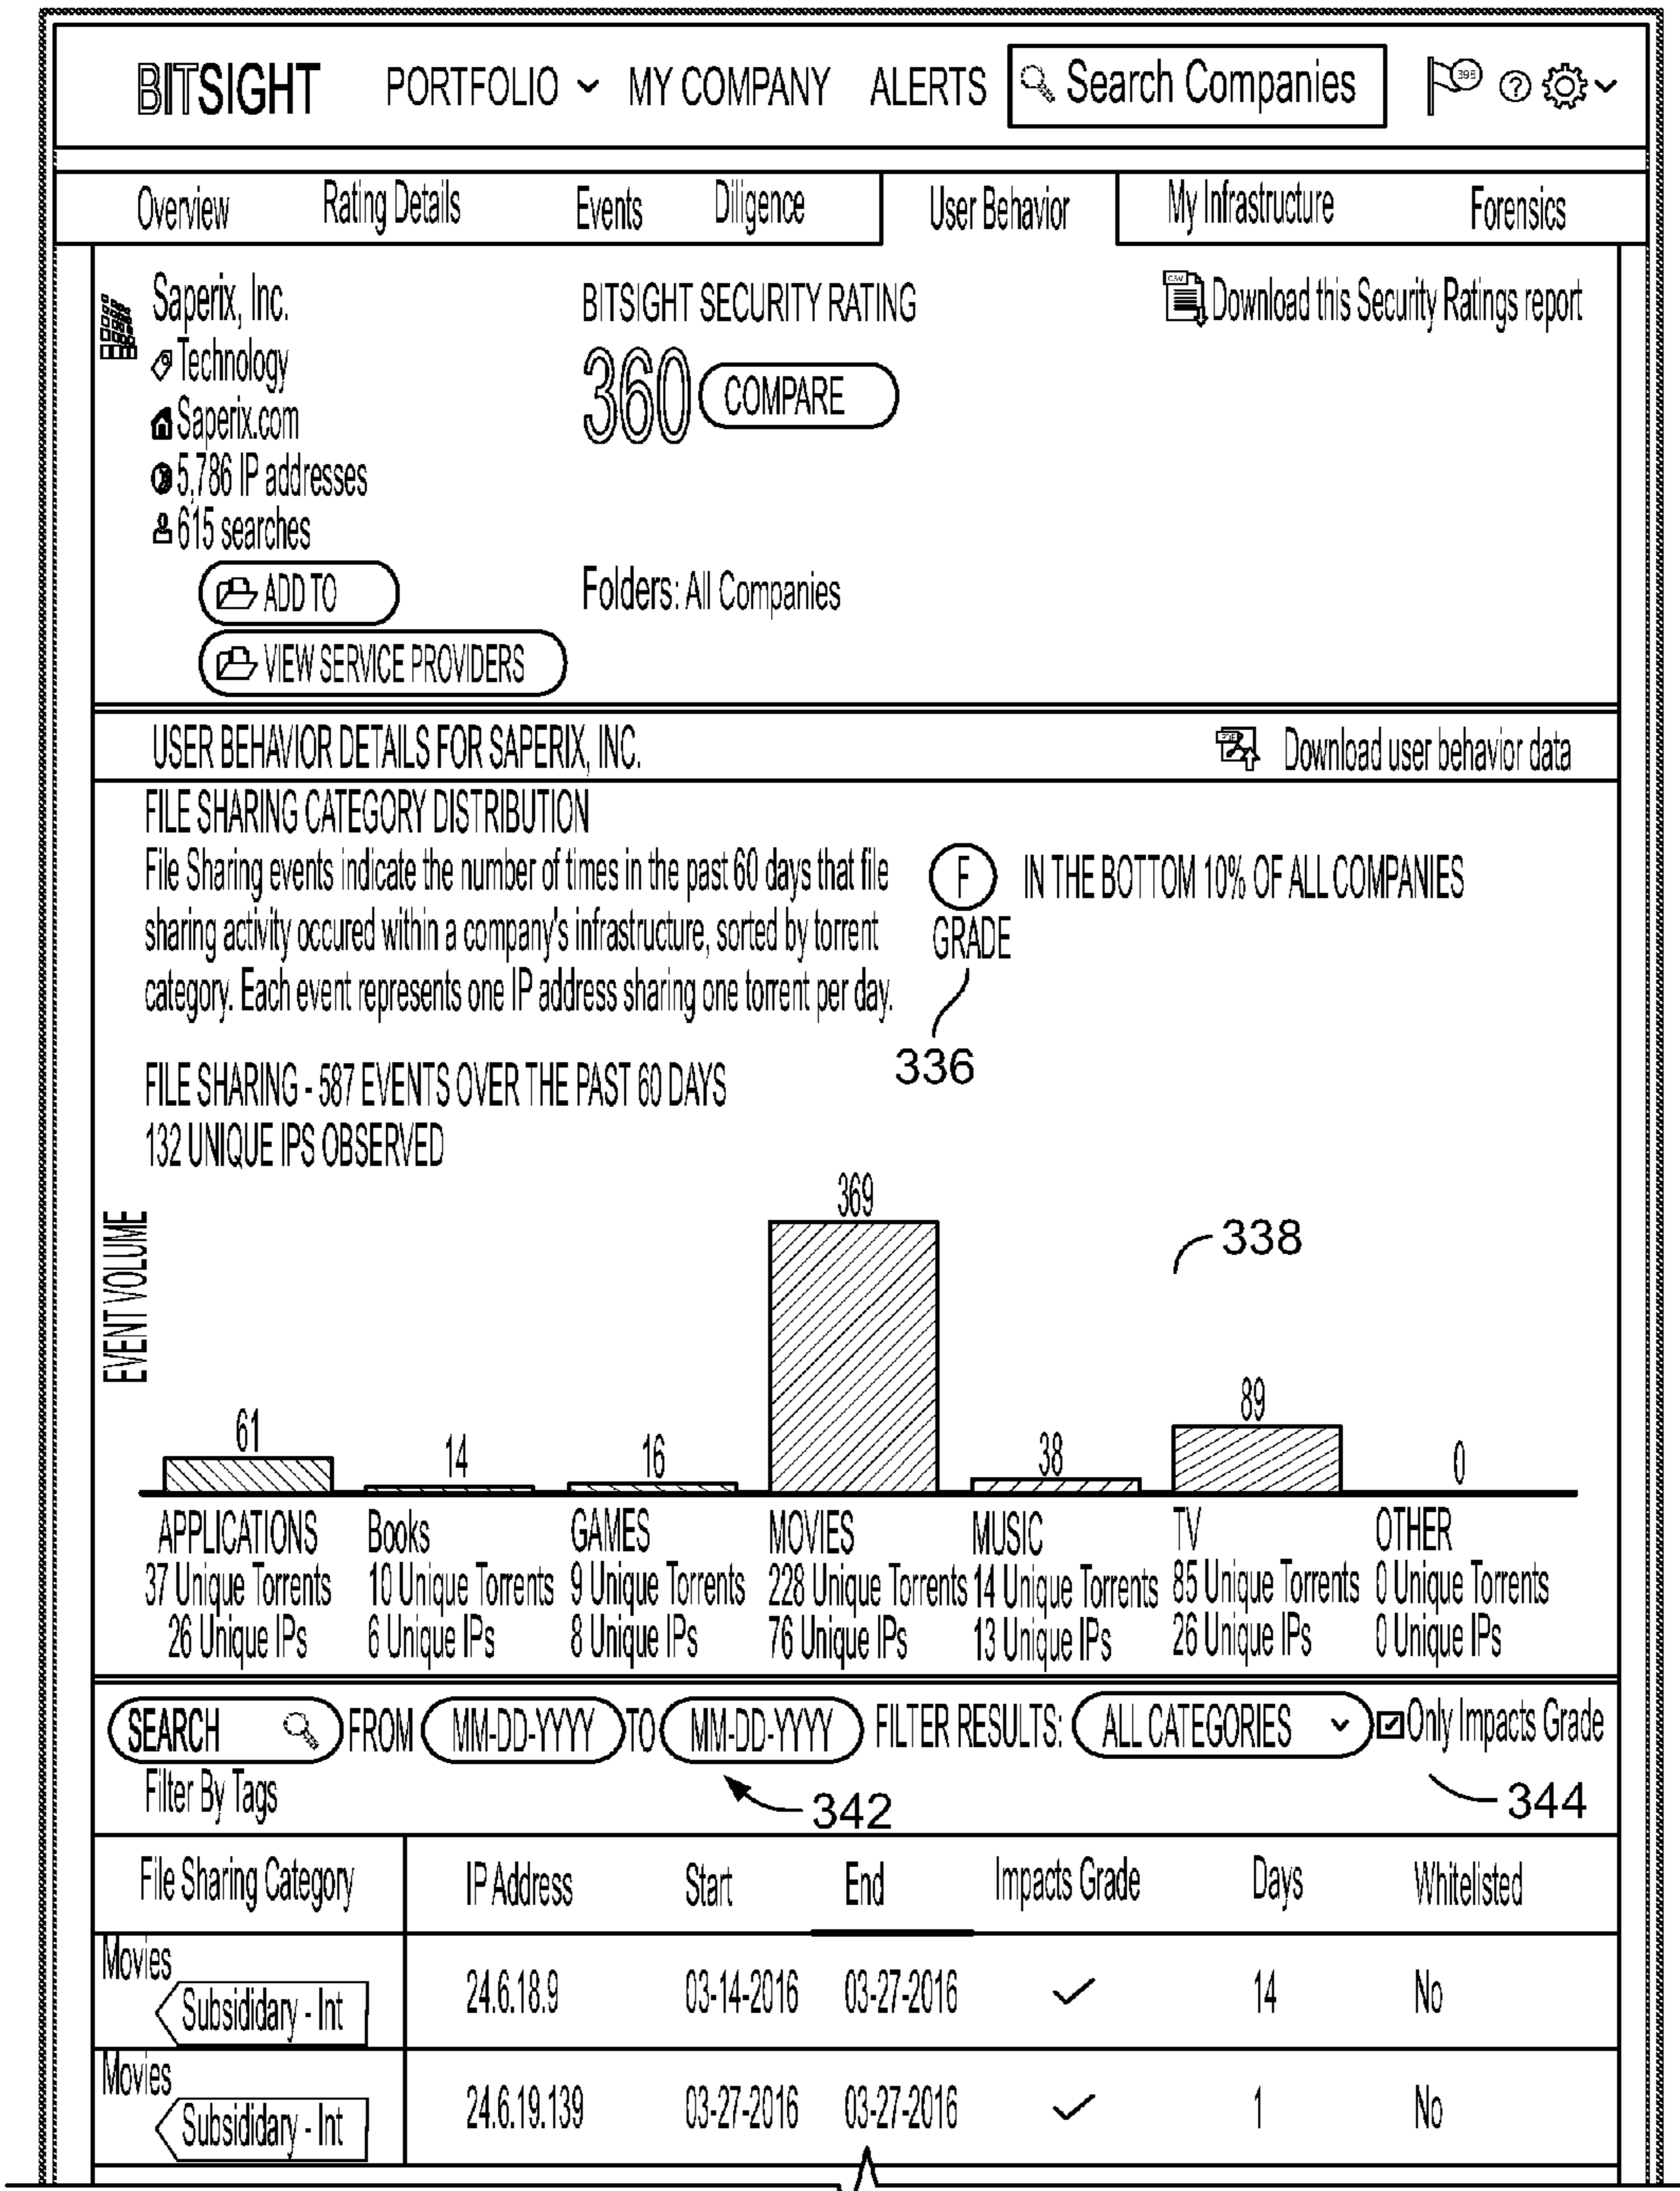 BITSIGHT PORTFOLIO MY COMPANY ALERTS Search Companies 395 ?
Overview Rating Details Events Diligence User Behavior My Infrastructure Forensics
Saperix, Inc. BITSIGHT SECURITY RATING CSV Download this Security Ratings report
Technology
360 COMPARE
Saperix.com
5,786 IP addresses
615 searches
ADD TO Folders: All Companies
VIEW SERVICE PROVIDERS
USER BEHAVIOR DETAILS FOR SAPERIX, INC. PDF Download user behavior data
FILE SHARING CATEGORY DISTRIBUTION
File Sharing events indicate the number of times in the past 60 days that file
sharing activity occured within a company's infrastructure, sorted by torrent
category. Each event represents one IP address sharing one torrent per day.
F IN THE BOTTOM 10% OF ALL COMPANIES
GRADE
336
FILE SHARING - 587 EVENTS OVER THE PAST 60 DAYS
132 UNIQUE IPS OBSERVED
EVENT VOLUME
338
61 14 16 369 38 89 0
APPLICATIONS Books GAMES MOVIES MUSIC TV OTHER
37 Unique Torrents 10 Unique Torrents 9 Unique Torrents 228 Unique Torrents 14 Unique Torrents 85 Unique Torrents 0 Unique Torrents
26 Unique IPs 6 Unique IPs 8 Unique IPs 76 Unique IPs 13 Unique IPs 26 Unique IPs 0 Unique IPs
SEARCH FROM MM-DD-YYYY TO MM-DD-YYYY FILTER RESULTS: ALL CATEGORIES Only Impacts Grade
Filter By Tags
342 344
File Sharing Category IP Address Start End Impacts Grade Days Whitelisted
Movies
Subsididary - Int 24.6.18.9 03-14-2016 03-27-2016 ✓ 14 No
Movies
Subsididary - Int 24.6.19.139 03-27-2016 03-27-2016 ✓ 1 No